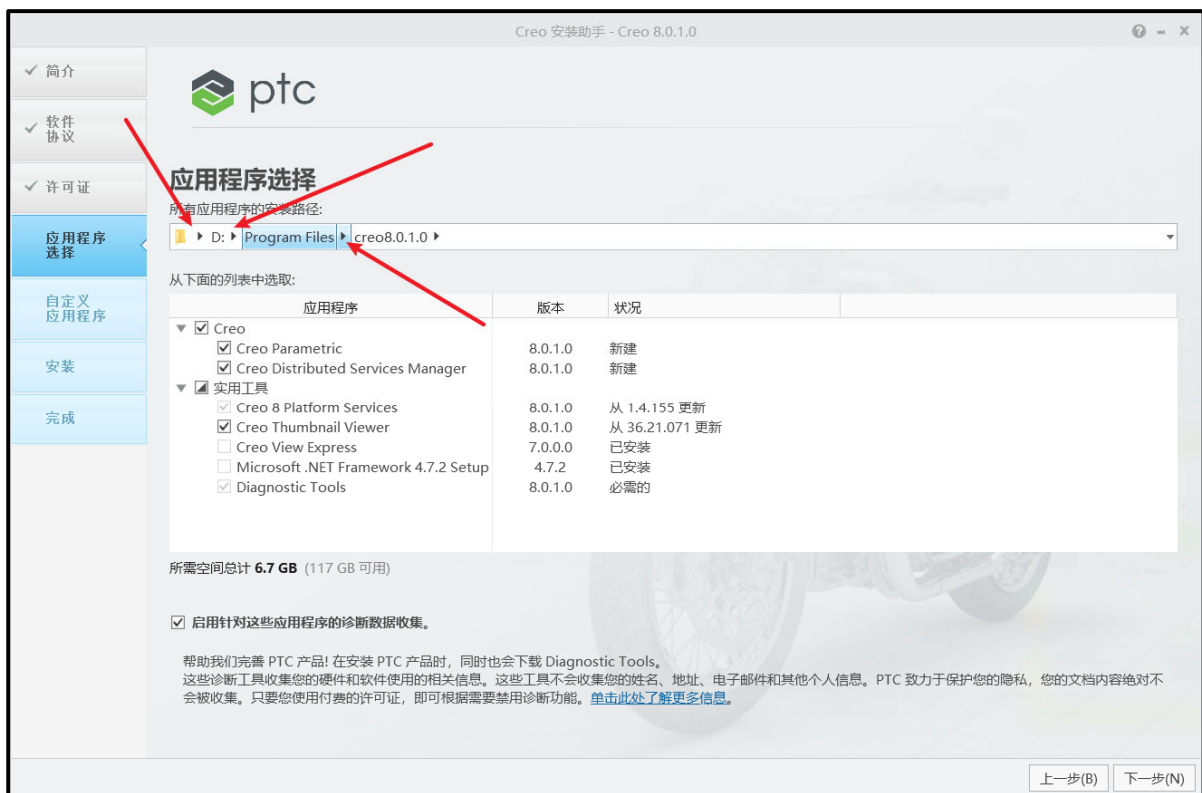 Creo 安装助手 - Creo 8.0.1.0
简介
软件
协议
许可证
应用程序
选择
自定义
应用程序
安装
完成
ptc
应用程序选择
所有应用程序的安装路径:
D: Program Files creo8.0.1.0
从下面的列表中选取:
应用程序 版本 状况
Creo
Creo Parametric 8.0.1.0 新建
Creo Distributed Services Manager 8.0.1.0 新建
实用工具
Creo 8 Platform Services 8.0.1.0 从 1.4.155 更新
Creo Thumbnail Viewer 8.0.1.0 从 36.21.071 更新
Creo View Express 7.0.0.0 已安装
Microsoft .NET Framework 4.7.2 Setup 4.7.2 已安装
Diagnostic Tools 8.0.1.0 必需的
所需空间总计 6.7 GB (117 GB 可用)
启用针对这些应用程序的诊断数据收集。
帮助我们完善 PTC 产品! 在安装 PTC 产品时，同时也会下载 Diagnostic Tools。
这些诊断工具收集您的硬件和软件使用的相关信息。这些工具不会收集您的姓名、地址、电子邮件和其他个人信息。PTC 致力于保护您的隐私，您的文档内容绝对不
会被收集。只要您使用付费的许可证，即可根据需要禁用诊断功能。单击此处了解更多信息。
上一步(B) 下一步(N)